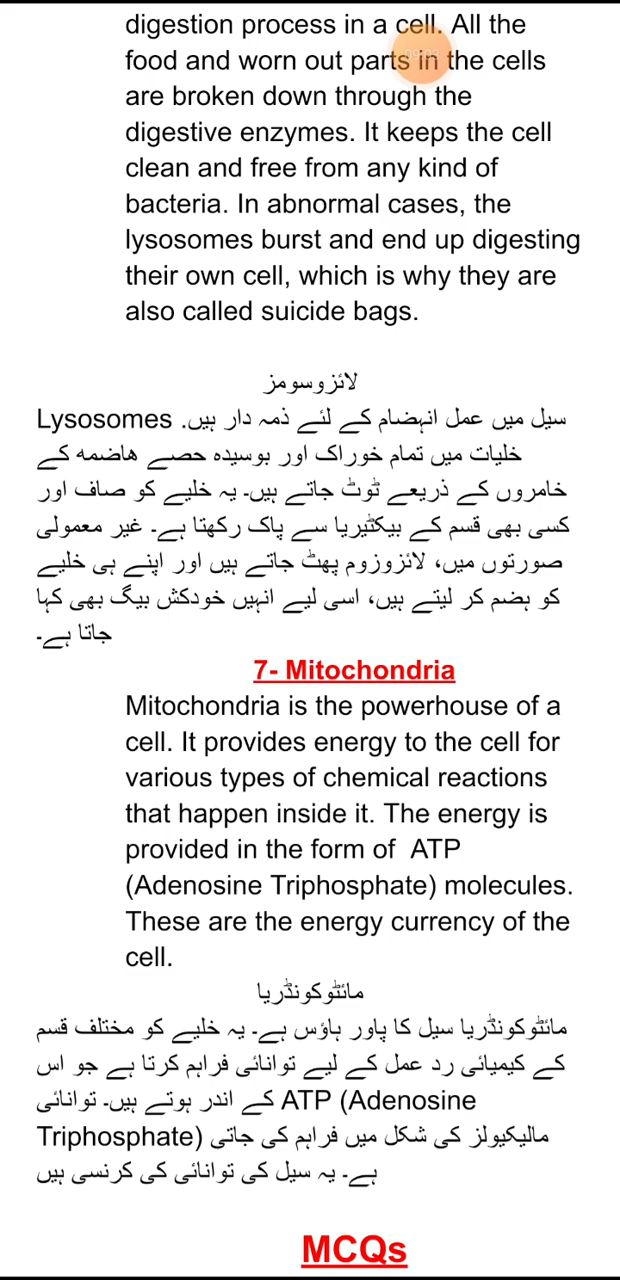 digestion process in a cell. All the
food and worn out parts in the cells
are broken down through the
digestive enzymes. It keeps the cell
clean and free from any kind of
bacteria. In abnormal cases, the
lysosomes burst and end up digesting
their own cell, which is why they are
also called suicide bags.
لائزوسومز
سیل میں عمل انہضام کے لئے ذمہ دار ہیں. Lysosomes
خلیات میں تمام خوراک اور بوسیدہ حصے ھاضمہ کے
خامروں کے ذریعے ٹوٹ جاتے ہیں۔ یہ خلیے کو صاف اور
کسی بھی قسم کے بیکٹیریا سے پاک رکھتا ہے۔ غیر معمولی
صورتوں میں، لائزوزوم پھٹ جاتے ہیں اور اپنے ہی خلیے
کو ہضم کر لیتے ہیں، اسی لیے انہیں خودکش بیگ بھی کہا
جاتا ہے۔
7- Mitochondria
Mitochondria is the powerhouse of a
cell. It provides energy to the cell for
various types of chemical reactions
that happen inside it. The energy is
provided in the form of ATP
(Adenosine Triphosphate) molecules.
These are the energy currency of the
cell.
مائٹوکونڈریا
مائٹوکونڈریا سیل کا پاور ہاؤس ہے۔ یہ خلیے کو مختلف قسم
کے کیمیائی رد عمل کے لیے توانائی فراہم کرتا ہے جو اس
کے اندر ہوتے ہیں۔ توانائی ATP (Adenosine
Triphosphate) مالیکیولز کی شکل میں فراہم کی جاتی
ہے۔ یہ سیل کی توانائی کی کرنسی ہیں
MCQs